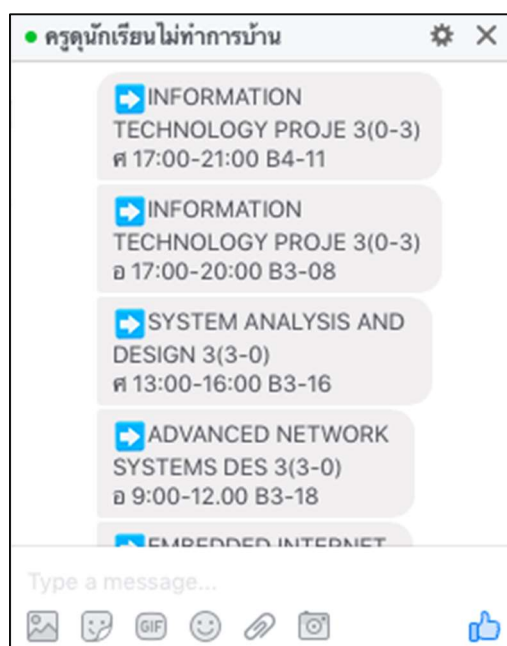 ครูดุนักเรียนไม่ทำการบ้าน
➡INFORMATION
TECHNOLOGY PROJE 3(0-3)
ศ 17:00-21:00 B4-11
➡INFORMATION
TECHNOLOGY PROJE 3(0-3)
อ 17:00-20:00 B3-08
➡SYSTEM ANALYSIS AND
DESIGN 3(3-0)
ศ 13:00-16:00 B3-16
➡ADVANCED NETWORK
SYSTEMS DES 3(3-0)
อ 9:00-12.00 B3-18
➡EMBEDDED INTERNET
Type a message...
GIF